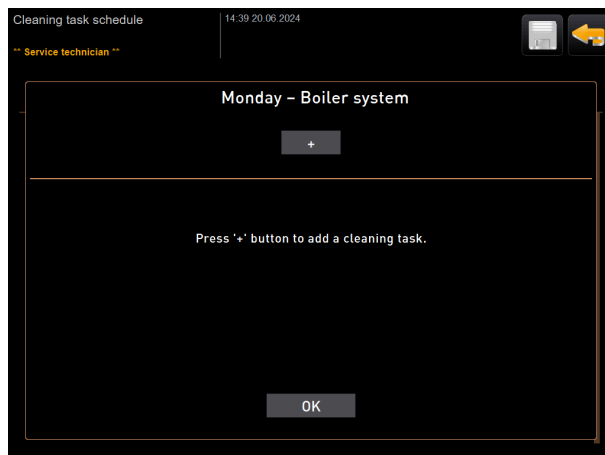 Cleaning task schedule
14:39 20.06.2024
** Service technician **
Monday – Boiler system
+
Press '+' button to add a cleaning task.
OK